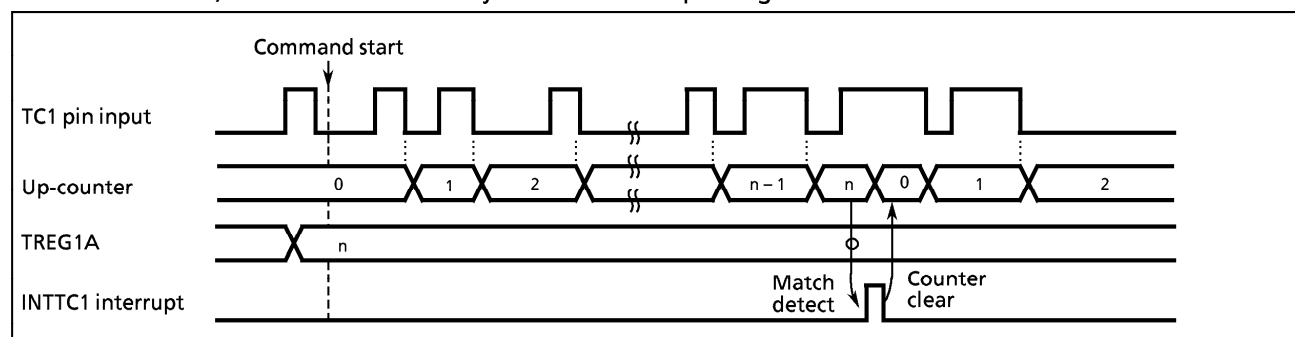 Command start
TC1 pin input
Up-counter
0 1 2 n – 1 n 0 1 2
TREG1A
n
Match
detect
Counter
clear
INTTC1 interrupt